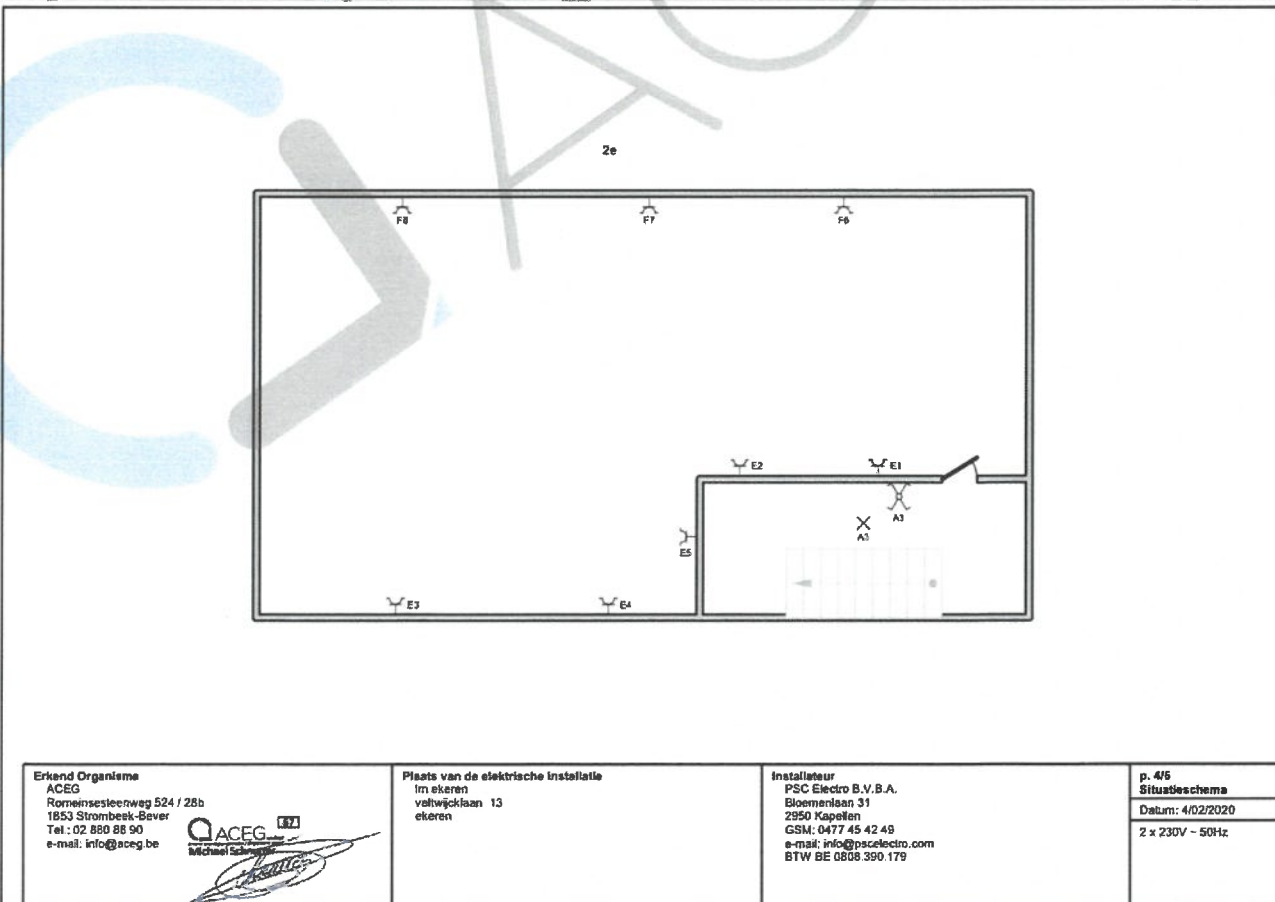 2e
F8
F7
F6
E2
E1
A3
A3
E5
E3
E4
Erkend Organisme
ACEG
Romeinsesteenweg 524 / 28b
1853 Strombeek-Bever
Tel.: 02 880 88 90
e-mail: info@aceg.be
ACEG
Plaats van de elektrische installatie
veltwijcklaan 13
ekeren
Installateur
PSC Electro B.V.B.A.
Bloemenlaan 31
2950 Kapellen
GSM: 0477 45 42 49
e-mail: info@pscelectro.com
BTW BE 0808.390.179
p. 4/5
Situatieschema
Datum: 4/02/2020
2 x 230V ~ 50Hz